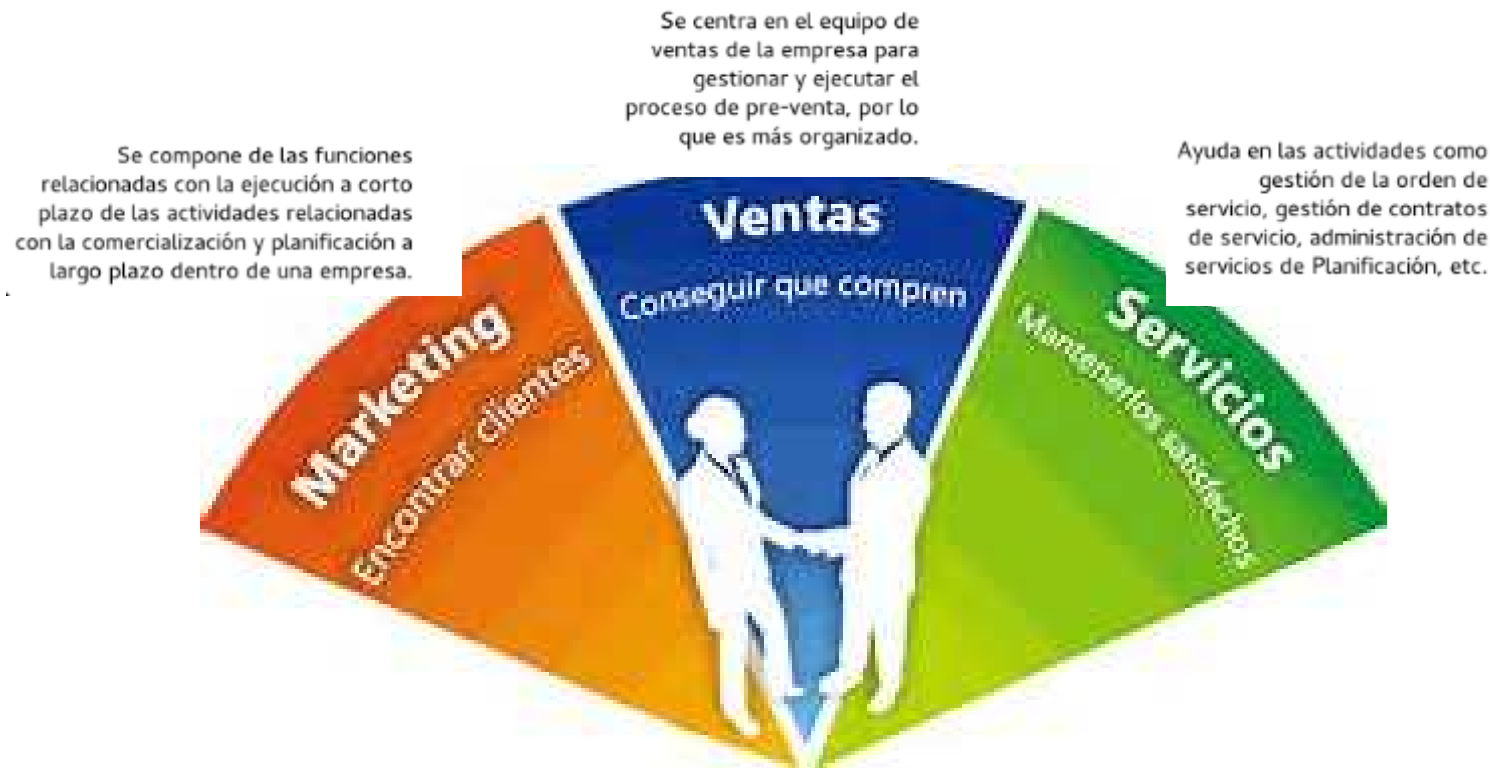 Se centra en el equipo de
ventas de la empresa para
gestionar y ejecutar el
proceso de pre-venta, por lo
que es más organizado.
Se compone de las funciones
relacionadas con la ejecución a corto
plazo de las actividades relacionadas
con la comercialización y planificación a
largo plazo dentro de una empresa.
Ayuda en las actividades como
gestión de la orden de
servicio, gestión de contratos
de servicio, administración de
servicios de Planificación, etc.
Marketing
Encontrar clientes
Ventas
Conseguir que compren
Servicios
Mantenerlos satisfechos